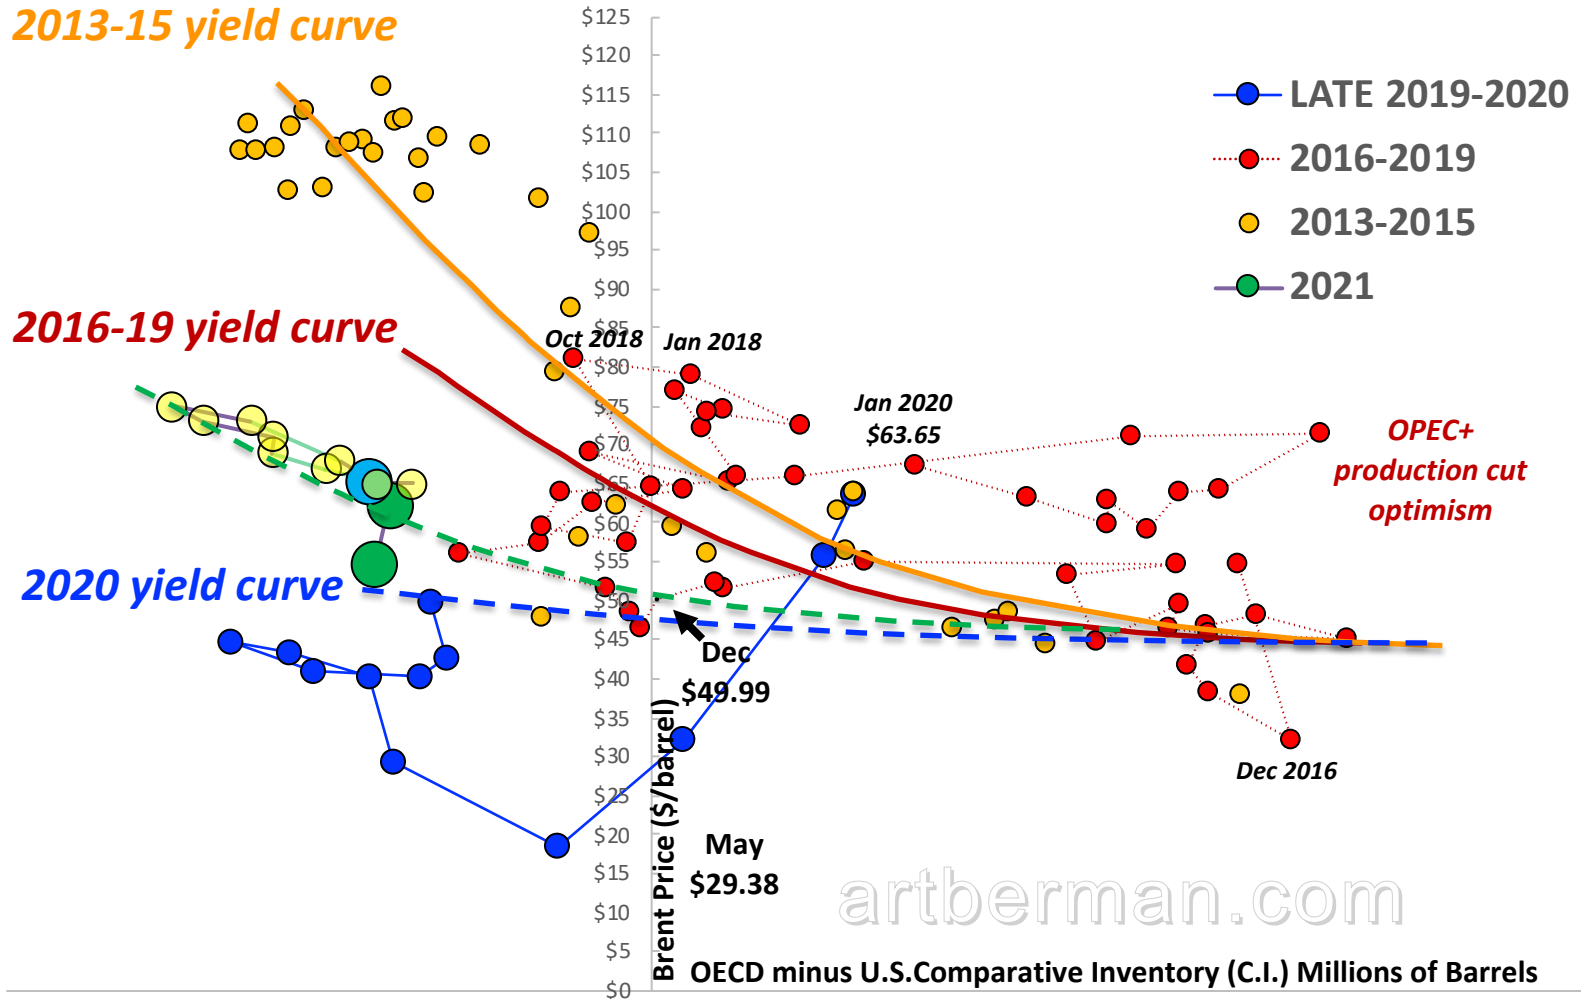 2013-15 yield curve
$125
$120
$115
$110
$105
$100
$95
$90
$85
$80
$75
$70
$65
$60
$55
$50
$45
$40
$35
$30
$25
$20
$15
$10
$5
$0
LATE 2019-2020
2016-2019
2013-2015
2021
2016-19 yield curve
Oct 2018
Jan 2018
Jan 2020
$63.65
OPEC+
production cut
optimism
2020 yield curve
Dec
$49.99
Brent Price ($/barrel)
Dec 2016
May
$29.38
artberman.com
OECD minus U.S.Comparative Inventory (C.I.) Millions of Barrels